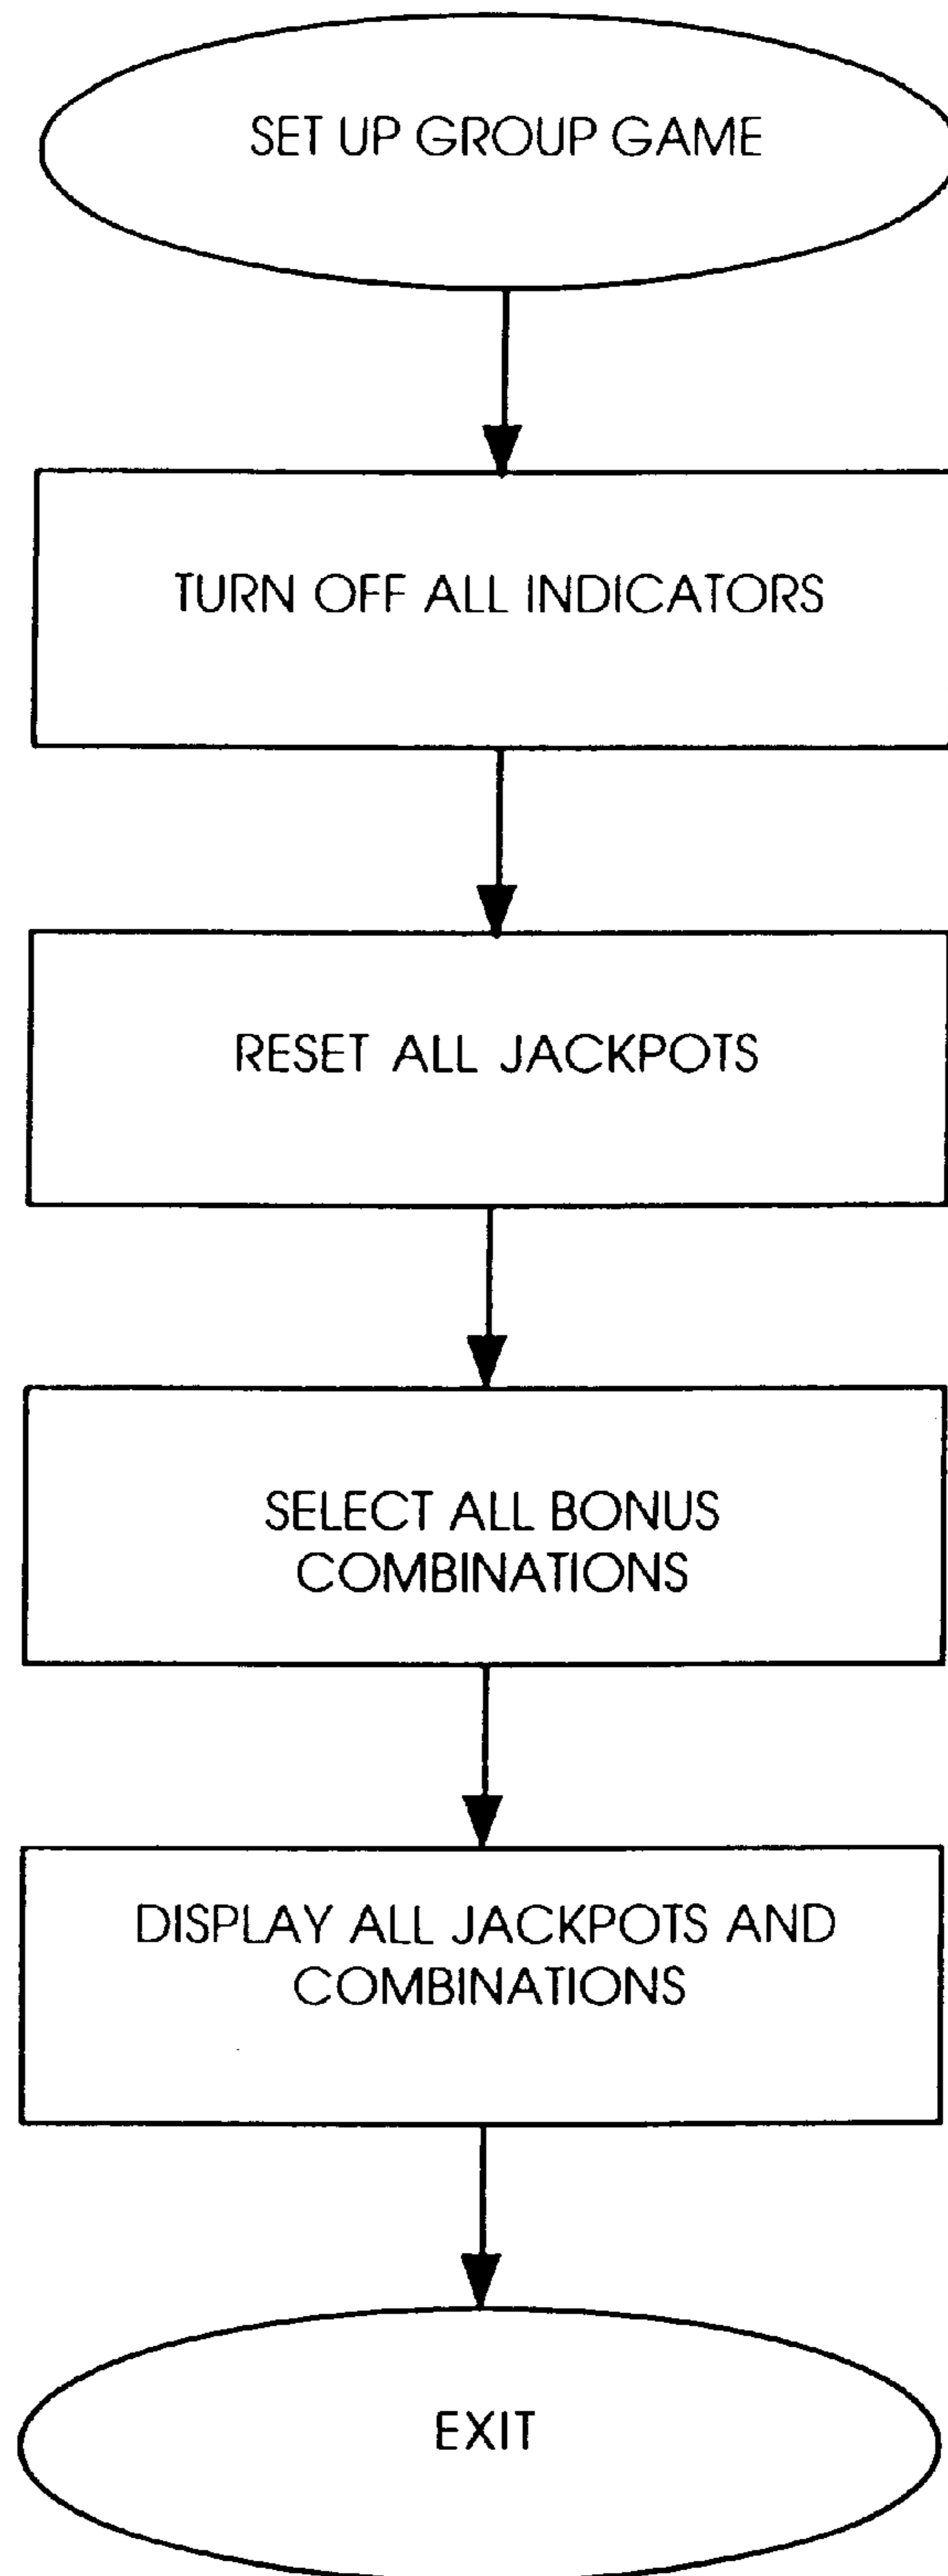 SET UP GROUP GAME
TURN OFF ALL INDICATORS
RESET ALL JACKPOTS
SELECT ALL BONUS
COMBINATIONS
DISPLAY ALL JACKPOTS AND
COMBINATIONS
EXIT